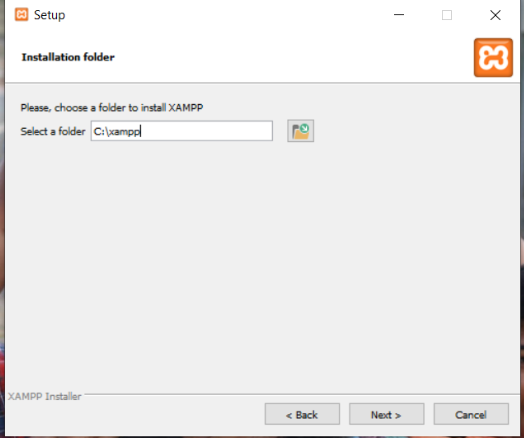 Setup
Installation folder
Please, choose a folder to install XAMPP
Select a folder C:\xampp
XAMPP Installer
< Back Next > Cancel